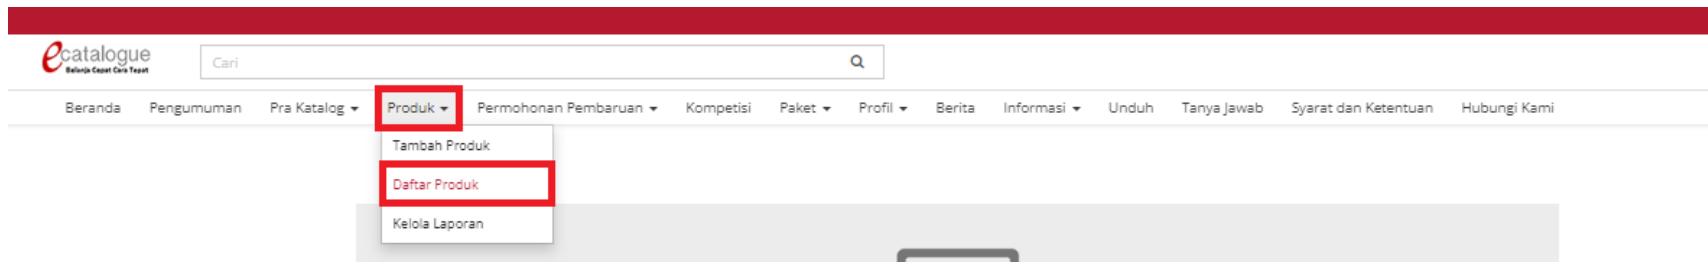 ecatalogue
Belanja Cepat Cara Tepat
Cari
Beranda Pengumuman Pra Katalog Produk Permohonan Pembaruan Kompetisi Paket Profil Berita Informasi Unduh Tanya Jawab Syarat dan Ketentuan Hubungi Kami
Tambah Produk
Daftar Produk
Kelola Laporan